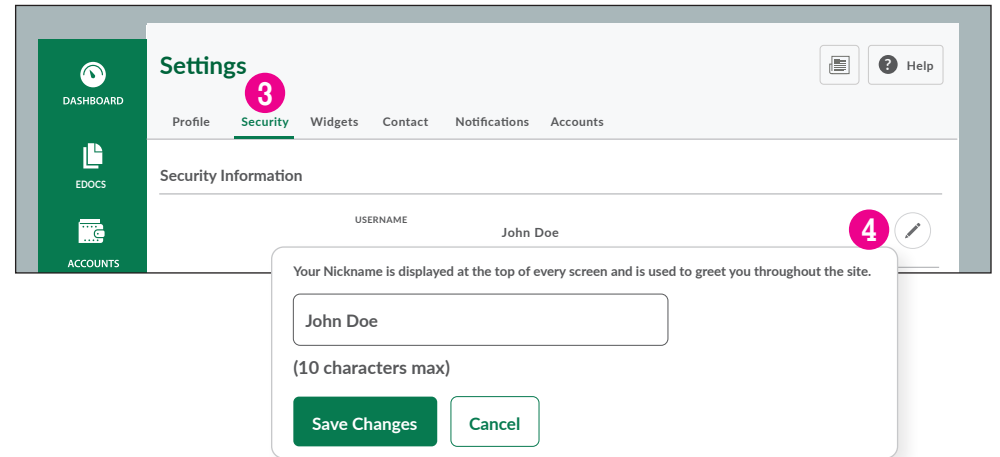 Settings
Help
DASHBOARD
3
Profile Security Widgets Contact Notifications Accounts
EDOCS
Security Information
USERNAME
John Doe
4
ACCOUNTS
Your Nickname is displayed at the top of every screen and is used to greet you throughout the site.
John Doe
(10 characters max)
Save Changes Cancel